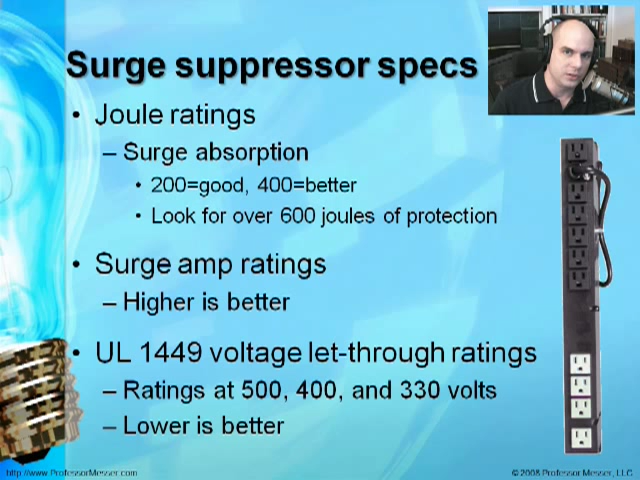 Surge suppressor specs
• Joule ratings
– Surge absorption
• 200=good, 400=better
• Look for over 600 joules of protection
• Surge amp ratings
– Higher is better
• UL 1449 voltage let-through ratings
– Ratings at 500, 400, and 330 volts
– Lower is better
http://www.ProfessorMesser.com
© 2008 Professor Messer, LLC